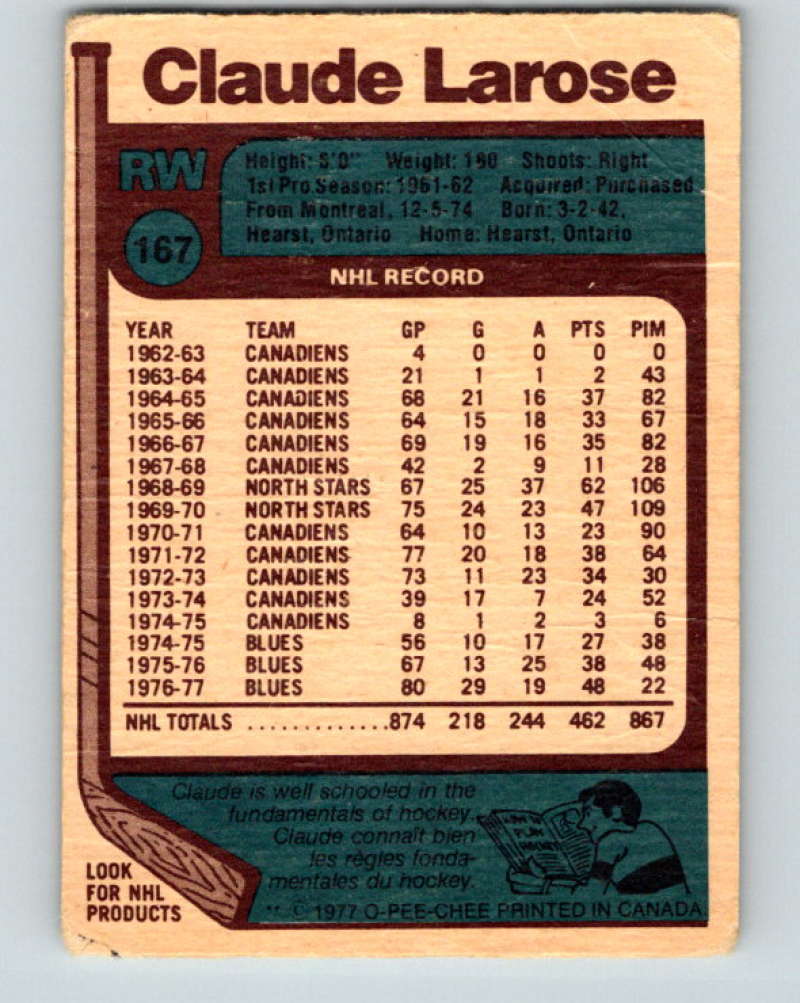 Claude Larose
RW
167
Height: 6'0" Weight: 180 Shoots: Right
1st Pro Season: 1961-62 Acquired: Purchased
From Montreal, 12-5-74 Born: 3-2-42,
Hearst, Ontario Home: Hearst, Ontario
NHL RECORD
YEAR TEAM GP G A PTS PIM
1962-63 CANADIENS 4 0 0 0 0
1963-64 CANADIENS 21 1 1 2 43
1964-65 CANADIENS 68 21 16 37 82
1965-66 CANADIENS 64 15 18 33 67
1966-67 CANADIENS 69 19 16 35 82
1967-68 CANADIENS 42 2 9 11 28
1968-69 NORTH STARS 67 25 37 62 106
1969-70 NORTH STARS 75 24 23 47 109
1970-71 CANADIENS 64 10 13 23 90
1971-72 CANADIENS 77 20 18 38 64
1972-73 CANADIENS 73 11 23 34 30
1973-74 CANADIENS 39 17 7 24 52
1974-75 CANADIENS 8 1 2 3 6
1974-75 BLUES 56 10 17 27 38
1975-76 BLUES 67 13 25 38 48
1976-77 BLUES 80 29 19 48 22
NHL TOTALS .............874 218 244 462 867
Claude is well schooled in the
fundamentals of hockey.
Claude connaît bien
les règles fonda-
mentales du hockey.
HOW TO
PLAY
HOCKEY
LOOK
FOR NHL
PRODUCTS
** © 1977 O-PEE-CHEE PRINTED IN CANADA